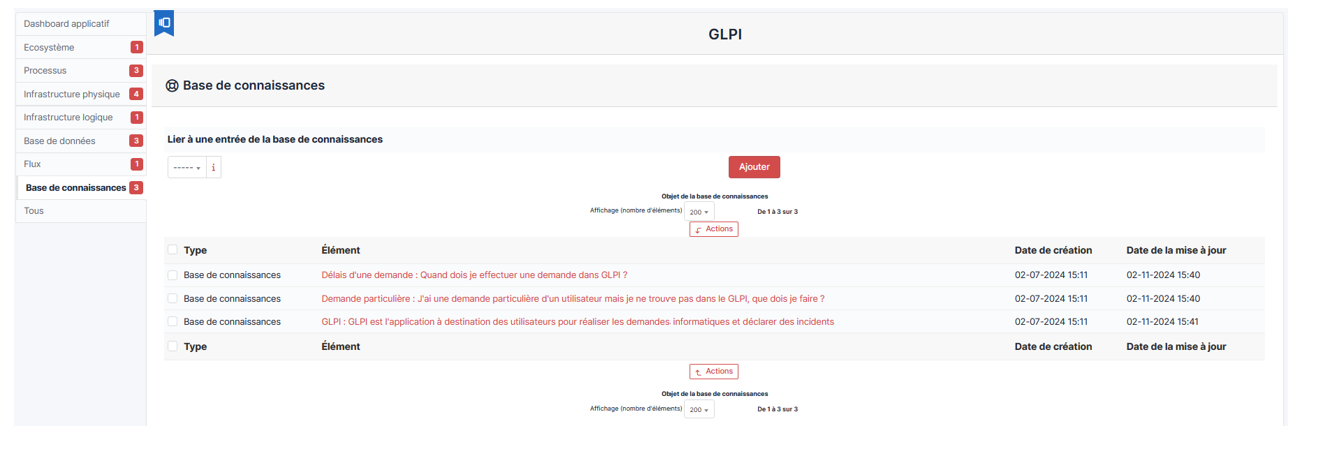 GLPI
Dashboard applicatif
Ecosystème 1
Processus 3
Infrastructure physique 4
Infrastructure logique 1
Base de données 3
Flux 1
Base de connaissances 3
Tous
Base de connaissances
Lier à une entrée de la base de connaissances
----- i Ajouter
Objet de la base de connaissances
Affichage (nombre d'éléments) 200 De 1 à 3 sur 3
Actions
Type Élément Date de création Date de la mise à jour
Base de connaissances Délais d'une demande : Quand dois je effectuer une demande dans GLPI ? 02-07-2024 15:11 02-11-2024 15:40
Base de connaissances Demande particulière : J'ai une demande particulière d'un utilisateur mais je ne trouve pas dans le GLPI, que dois je faire ? 02-07-2024 15:11 02-11-2024 15:40
Base de connaissances GLPI : GLPI est l'application à destination des utilisateurs pour réaliser les demandes informatiques et déclarer des incidents 02-07-2024 15:11 02-11-2024 15:41
Type Élément Date de création Date de la mise à jour
Actions
Objet de la base de connaissances
Affichage (nombre d'éléments) 200 De 1 à 3 sur 3